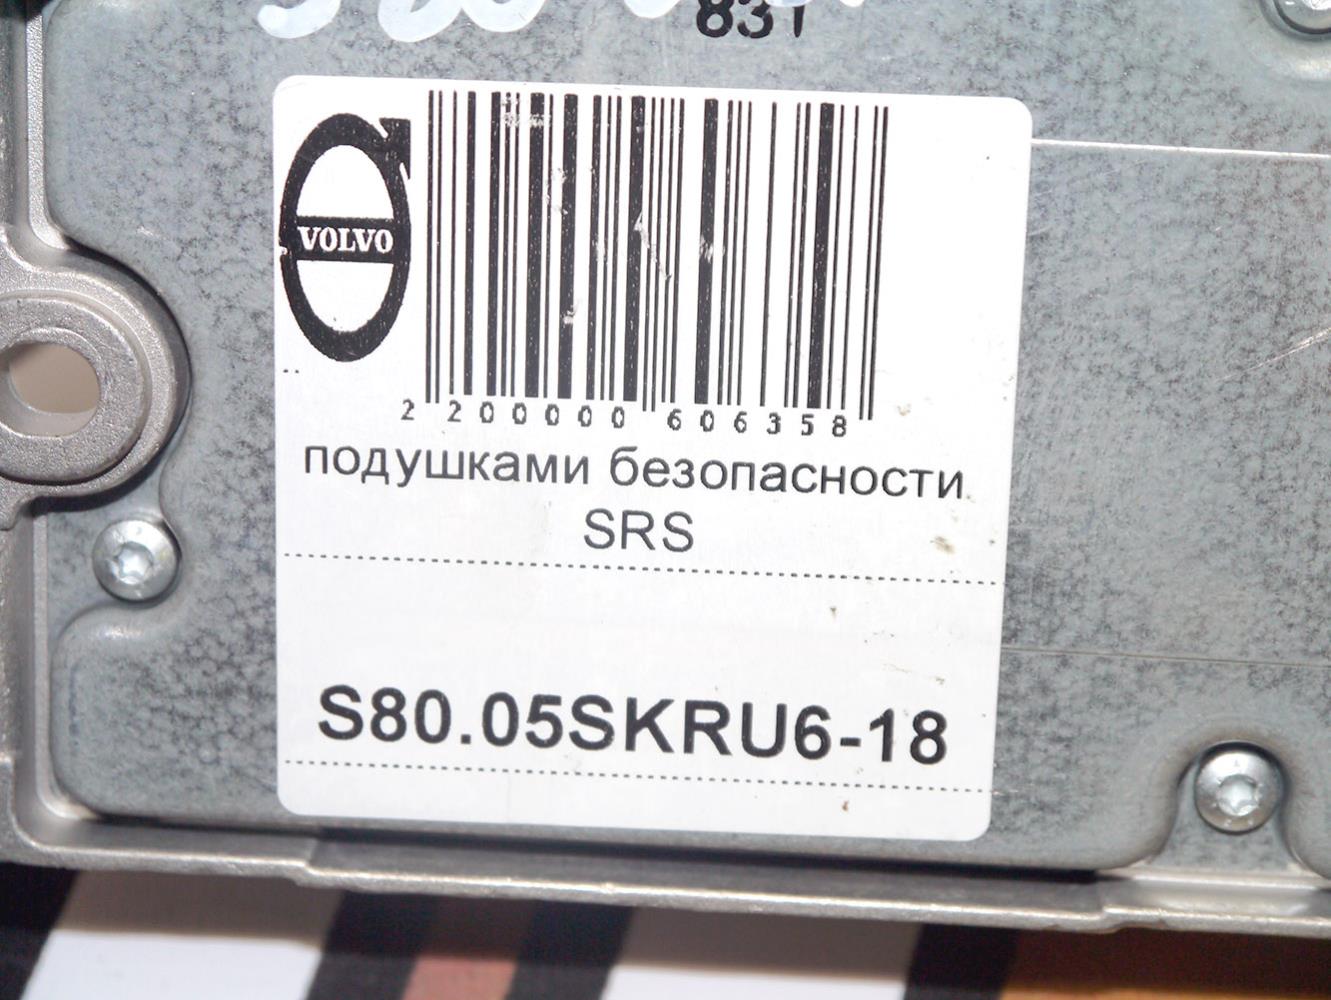 831
VOLVO
2 200000 606358
подушками безопасности
SRS
S80.05SKRU6-18